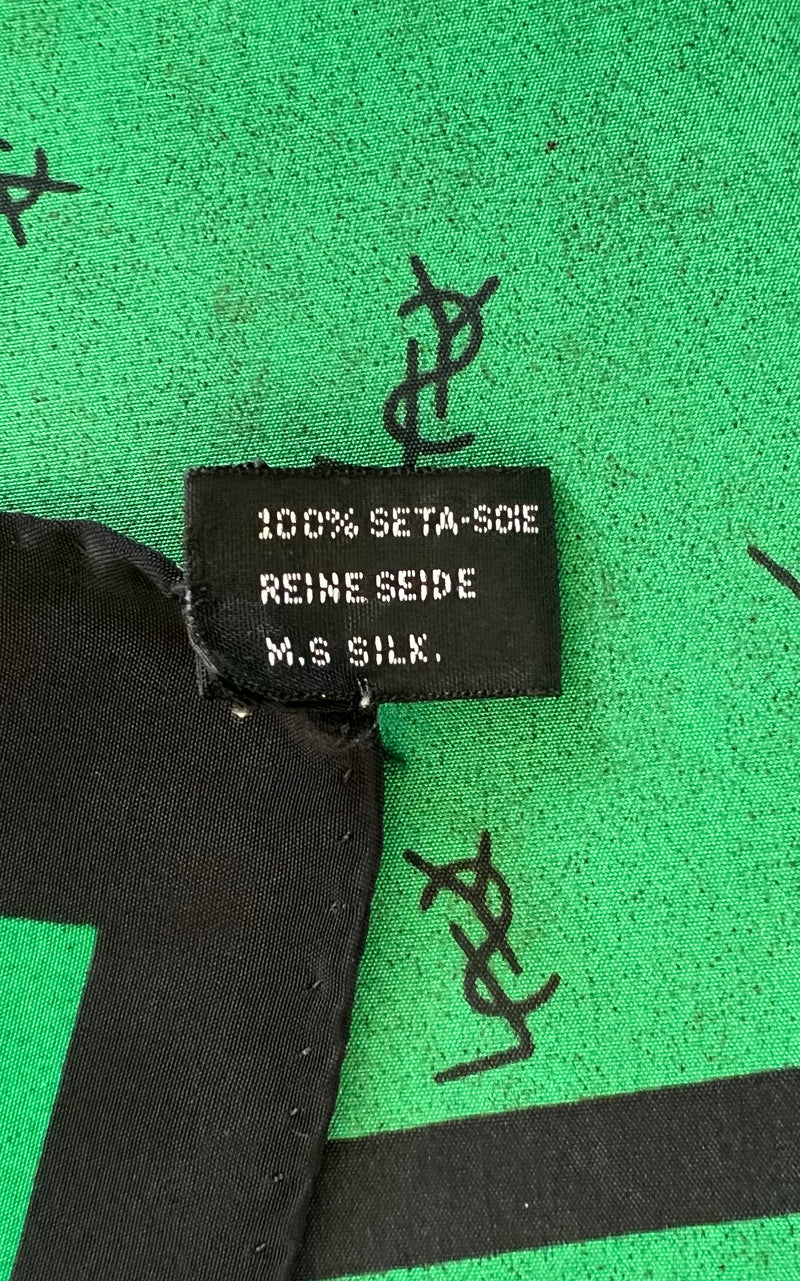 100% SETA-SOIE
REINE SEIDE
M.S SILK.